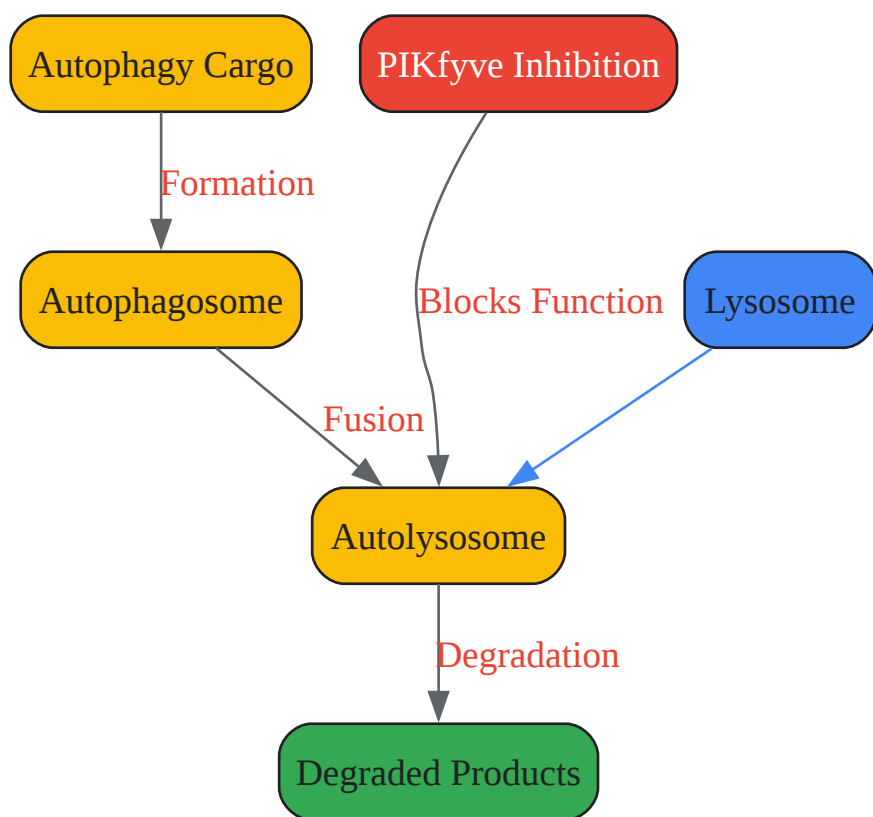 Autophagy Cargo
PIKfyve Inhibition
Formation
Autophagosome
Blocks Function
Lysosome
Fusion
Autolysosome
Degradation
Degraded Products